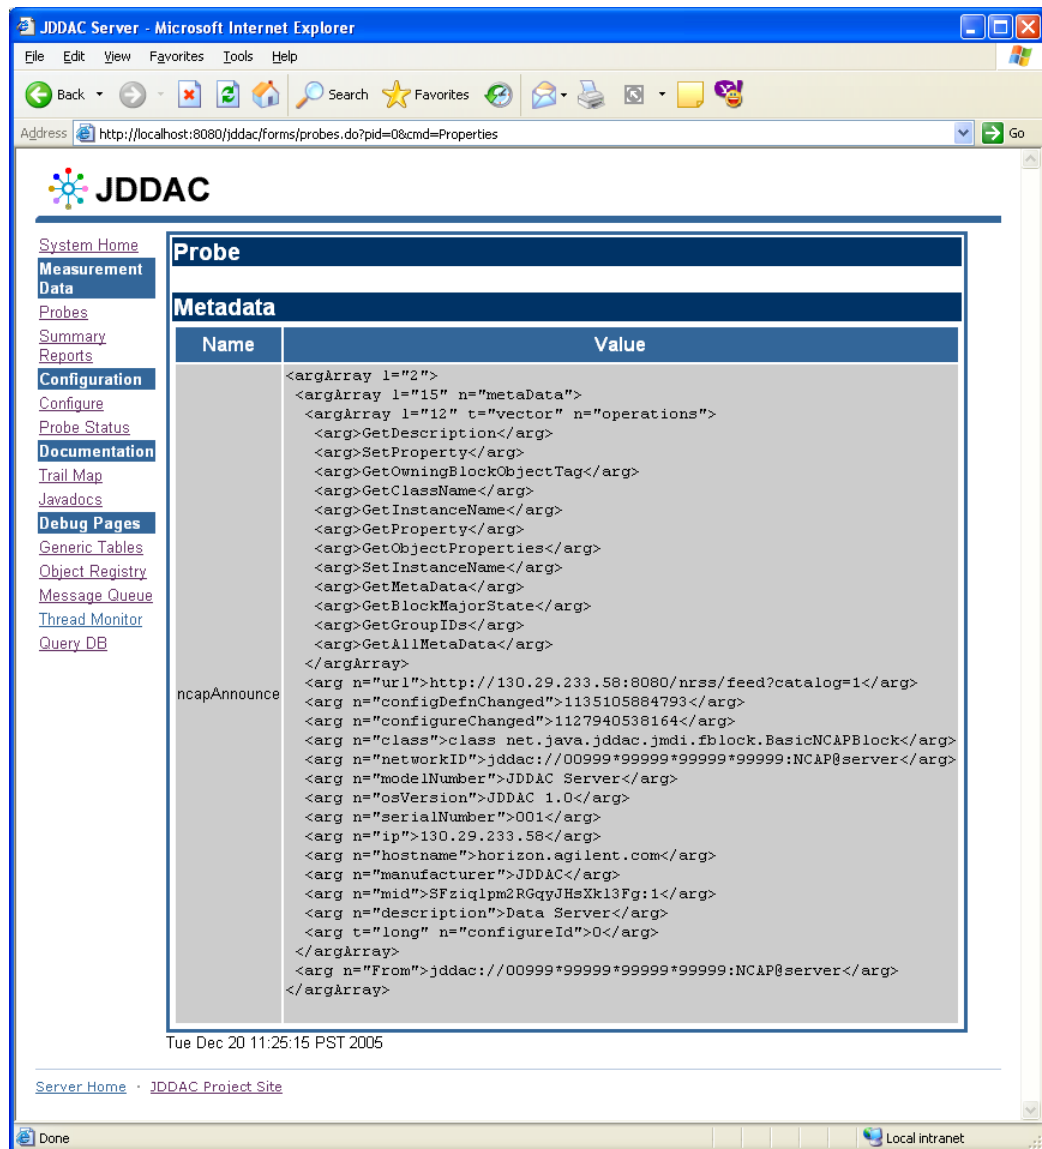 JDDAC Server - Microsoft Internet Explorer
File Edit View Favorites Tools Help
Back Search Favorites
Address http://localhost:8080/jddac/forms/probes.do?pid=0&cmd=Properties Go
JDDAC
System Home
Measurement
Data
Probes
Summary
Reports
Configuration
Configure
Probe Status
Documentation
Trail Map
Javadocs
Debug Pages
Generic Tables
Object Registry
Message Queue
Thread Monitor
Query DB
Probe
Metadata
Name Value
ncapAnnounce
<argArray l="2">
<argArray l="15" n="metaData">
<argArray l="12" t="vector" n="operations">
<arg>GetDescription</arg>
<arg>SetProperty</arg>
<arg>GetOwningBlockObjectTag</arg>
<arg>GetClassName</arg>
<arg>GetInstanceName</arg>
<arg>GetProperty</arg>
<arg>GetObjectProperties</arg>
<arg>SetInstanceName</arg>
<arg>GetMetaData</arg>
<arg>GetBlockMajorState</arg>
<arg>GetGroupIDs</arg>
<arg>GetAllMetaData</arg>
</argArray>
<arg n="url">http://130.29.233.58:8080/nrss/feed?catalog=1</arg>
<arg n="configDefnChanged">1135105884793</arg>
<arg n="configureChanged">1127940538164</arg>
<arg n="class">class net.java.jddac.jmdi.fblock.BasicNCAPBlock</arg>
<arg n="networkID">jddac://00999*99999*99999*99999:NCAP@server</arg>
<arg n="modelNumber">JDDAC Server</arg>
<arg n="osVersion">JDDAC 1.0</arg>
<arg n="serialNumber">001</arg>
<arg n="ip">130.29.233.58</arg>
<arg n="hostname">horizon.agilent.com</arg>
<arg n="manufacturer">JDDAC</arg>
<arg n="mid">SFziqlpm2RGqyJHsXkl3Fg:1</arg>
<arg n="description">Data Server</arg>
<arg t="long" n="configureId">0</arg>
</argArray>
<arg n="From">jddac://00999*99999*99999*99999:NCAP@server</arg>
</argArray>
Tue Dec 20 11:25:15 PST 2005
Server Home · JDDAC Project Site
Done Local intranet